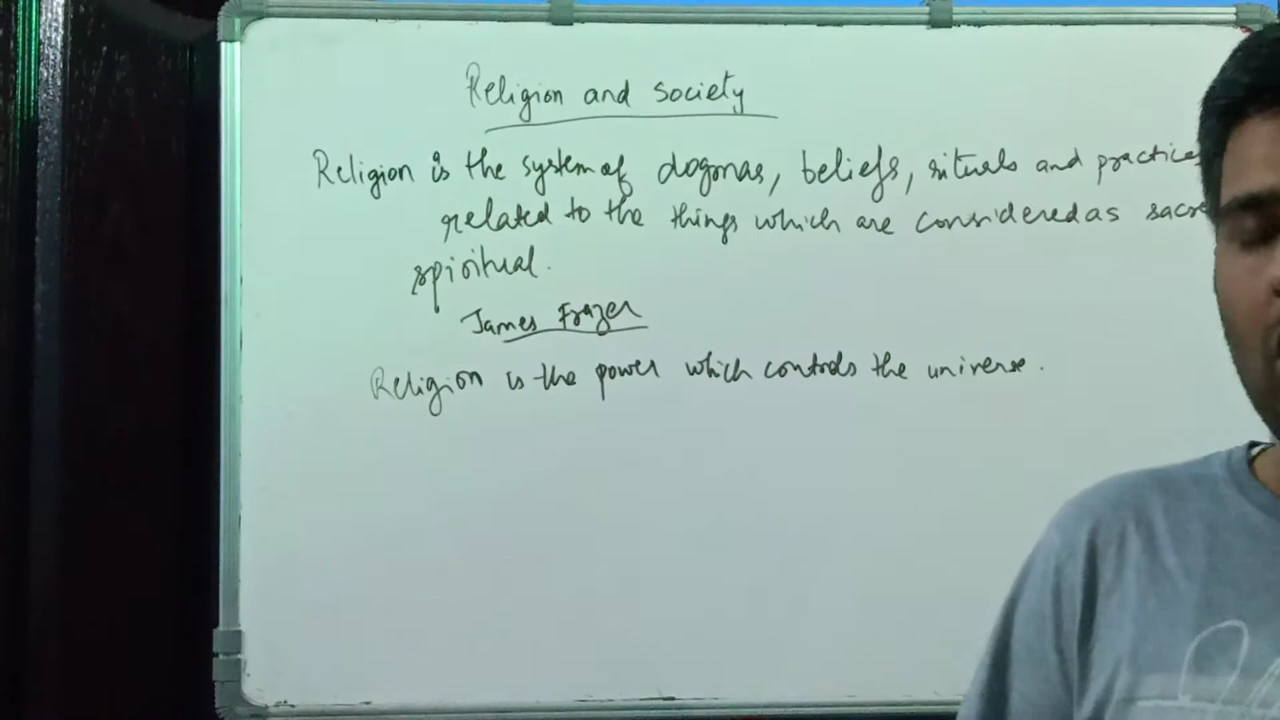 Religion and society
Religion is the system of dogmas, beliefs, rituals and practices
related to the things which are considered as sacre
spiritual.
James Frazer
Religion is the power which controls the universe.